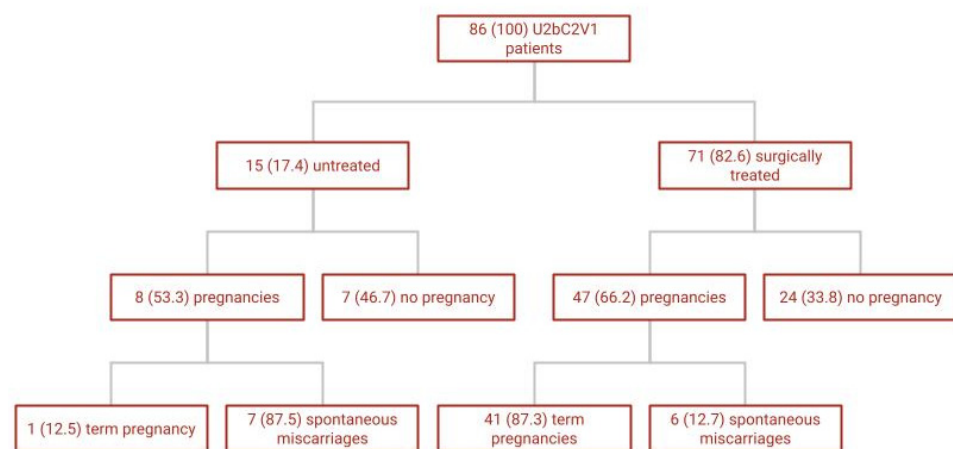 86 (100) U2bC2V1
patients
15 (17.4) untreated
71 (82.6) surgically
treated
8 (53.3) pregnancies
7 (46.7) no pregnancy
47 (66.2) pregnancies
24 (33.8) no pregnancy
1 (12.5) term pregnancy
7 (87.5) spontaneous
miscarriages
41 (87.3) term
pregnancies
6 (12.7) spontaneous
miscarriages